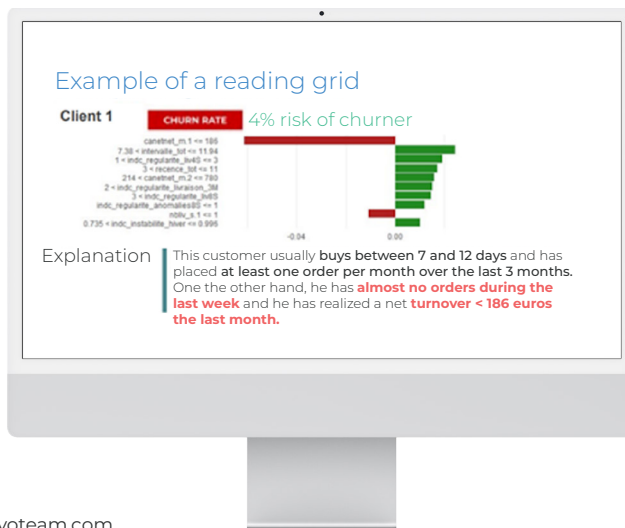 Example of a reading grid
Client 1
CHURN RATE
4% risk of churner
canetnet_m.1 <= 186
7.38 < intervalle_tot <= 11.94
1 < indc_regularite_liv4S <= 3
3 < recence_tot <= 11
214 < canetnet_m.2 <= 780
2 < indc_regularite_livraison_3M
3 < indc_regularite_liv8S
indc_regularite_anomalies8S <= 1
nbliv_s.1 <= 1
0.735 < indc_instabilite_hiver <= 0.996
-0.04
0.00
Explanation
This customer usually buys between 7 and 12 days and has
placed at least one order per month over the last 3 months.
One the other hand, he has almost no orders during the
last week and he has realized a net turnover < 186 euros
the last month.
voteam.com